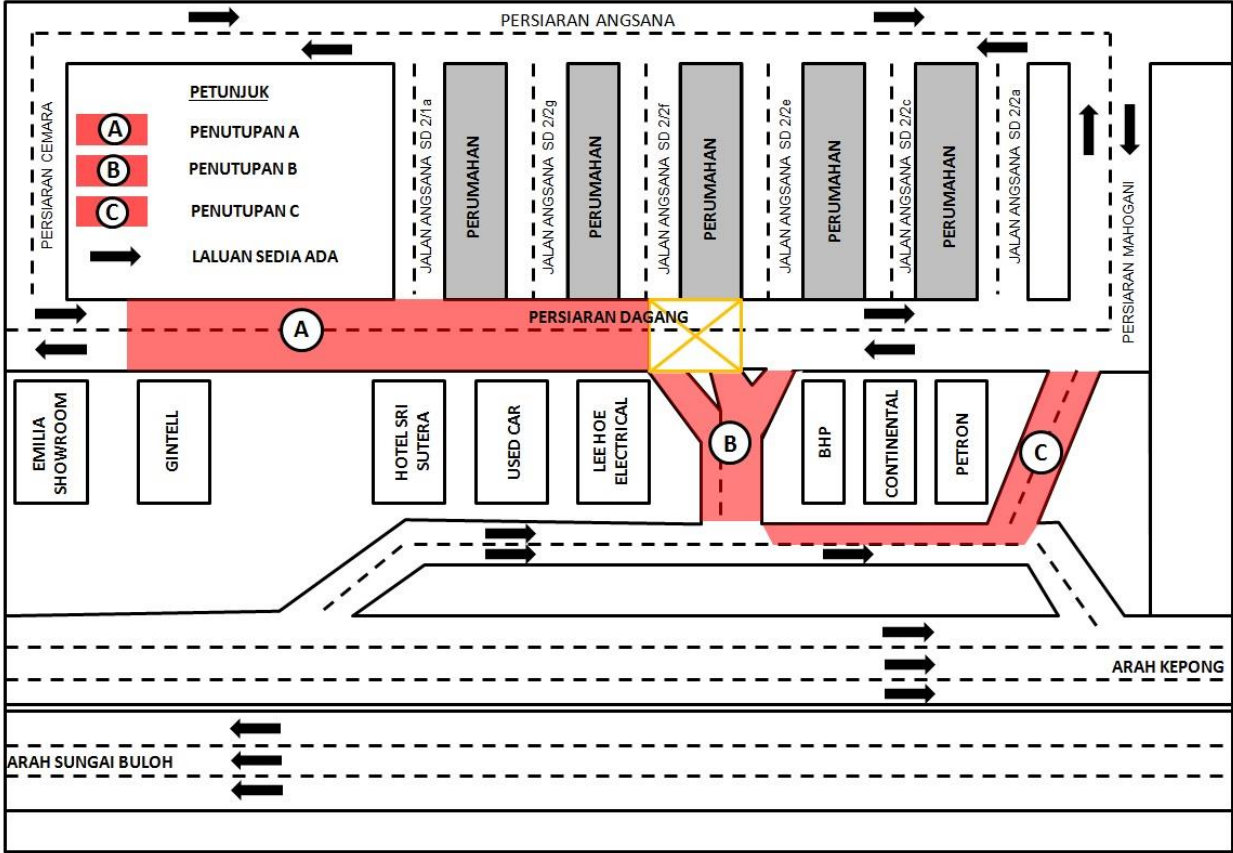 PERSIARAN ANGSANA
PERSIARAN CEMARA
PETUNJUK
A PENUTUPAN A
B PENUTUPAN B
C PENUTUPAN C
LALUAN SEDIA ADA
JALAN ANGSANA SD 2/1a
PERUMAHAN
JALAN ANGSANA SD 2/2g
PERUMAHAN
JALAN ANGSANA SD 2/2f
PERUMAHAN
JALAN ANGSANA SD 2/2e
PERUMAHAN
JALAN ANGSANA SD 2/2c
PERUMAHAN
JALAN ANGSANA SD 2/2a
PERSIARAN MAHOGANI
PERSIARAN DAGANG
A
EMILIA
SHOWROOM
GINTELL
HOTEL SRI
SUTERA
USED CAR
LEE HOE
ELECTRICAL
B
BHP
CONTINENTAL
PETRON
C
ARAH KEPONG
ARAH SUNGAI BULOH